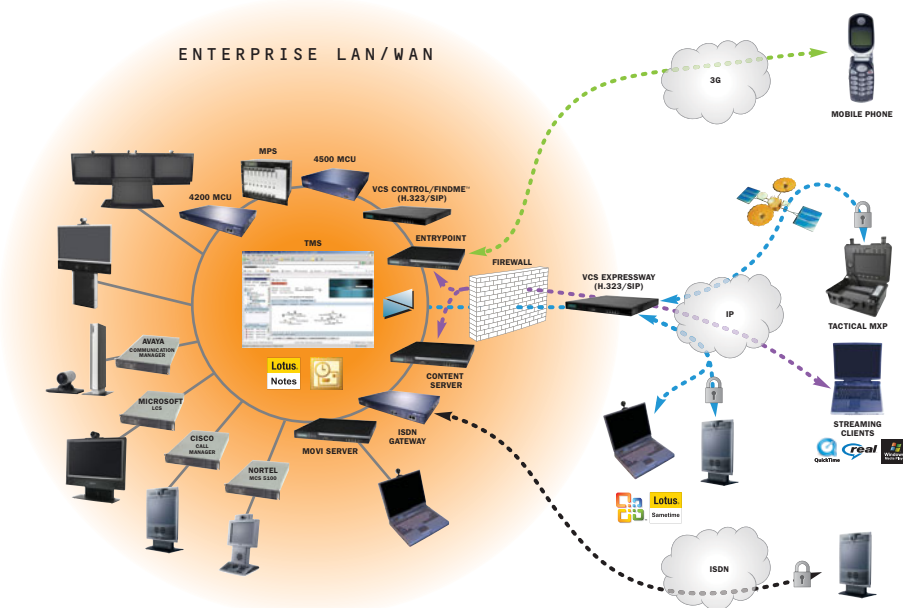 ENTERPRISE LAN/WAN
3G
MOBILE PHONE
MPS
4500 MCU
4200 MCU
VCS CONTROL/FINDME™
(H.323/SIP)
TMS
ENTRYPOINT
FIREWALL
VCS EXPRESSWAY
(H.323/SIP)
IP
TACTICAL MXP
AVAYA
COMMUNICATION
MANAGER
Lotus.
Notes
CONTENT
SERVER
MICROSOFT
LCS
CISCO
CALL
MANAGER
ISDN
GATEWAY
MOVI SERVER
NORTEL
MCS 5100
STREAMING
CLIENTS
QuickTime
real
Windows
Lotus.
Sametime
ISDN